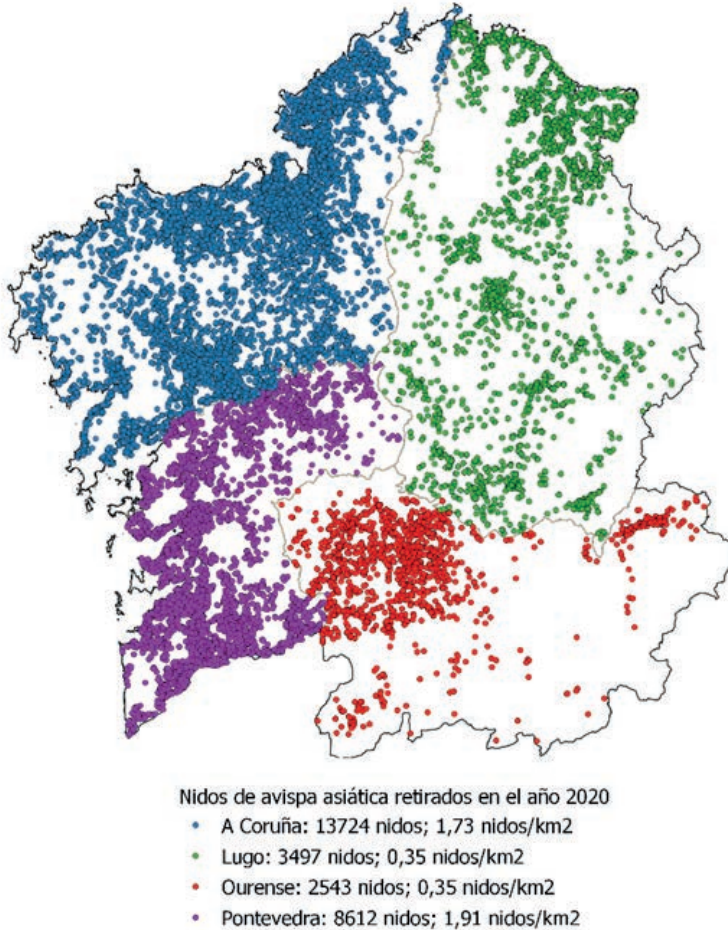 Nidos de avispa asiática retirados en el año 2020
A Coruña: 13724 nidos; 1,73 nidos/km2
Lugo: 3497 nidos; 0,35 nidos/km2
Ourense: 2543 nidos; 0,35 nidos/km2
Pontevedra: 8612 nidos; 1,91 nidos/km2